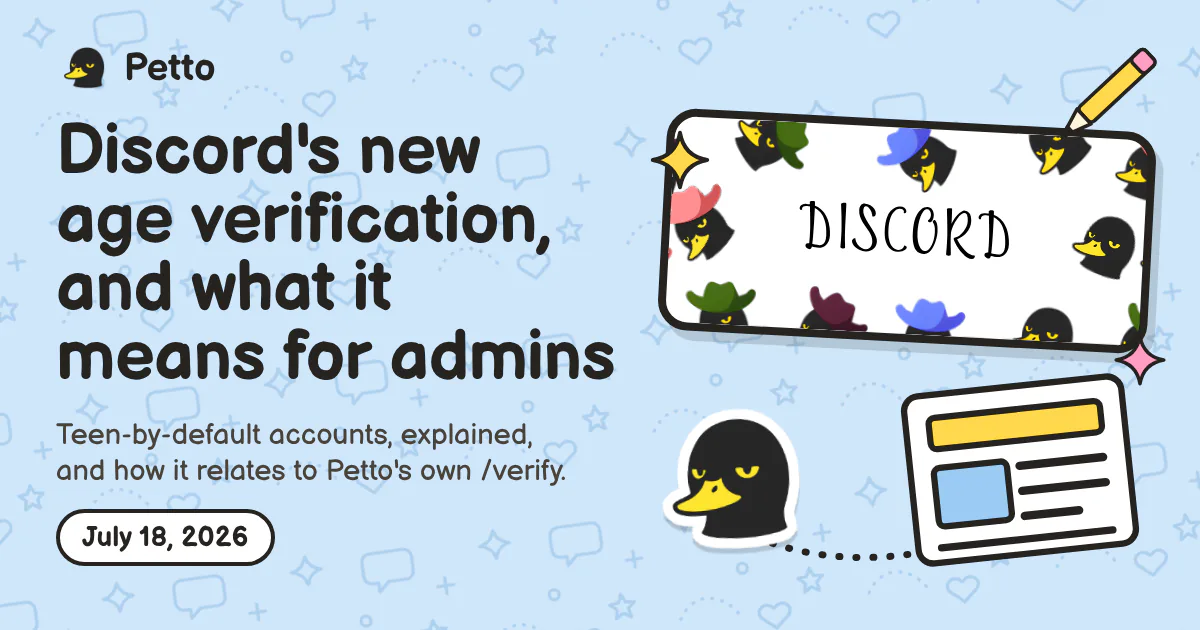 Petto
Discord's new
age verification,
and what it
means for admins
Teen-by-default accounts, explained,
and how it relates to Petto's own /verify.
July 18, 2026
DISCORD